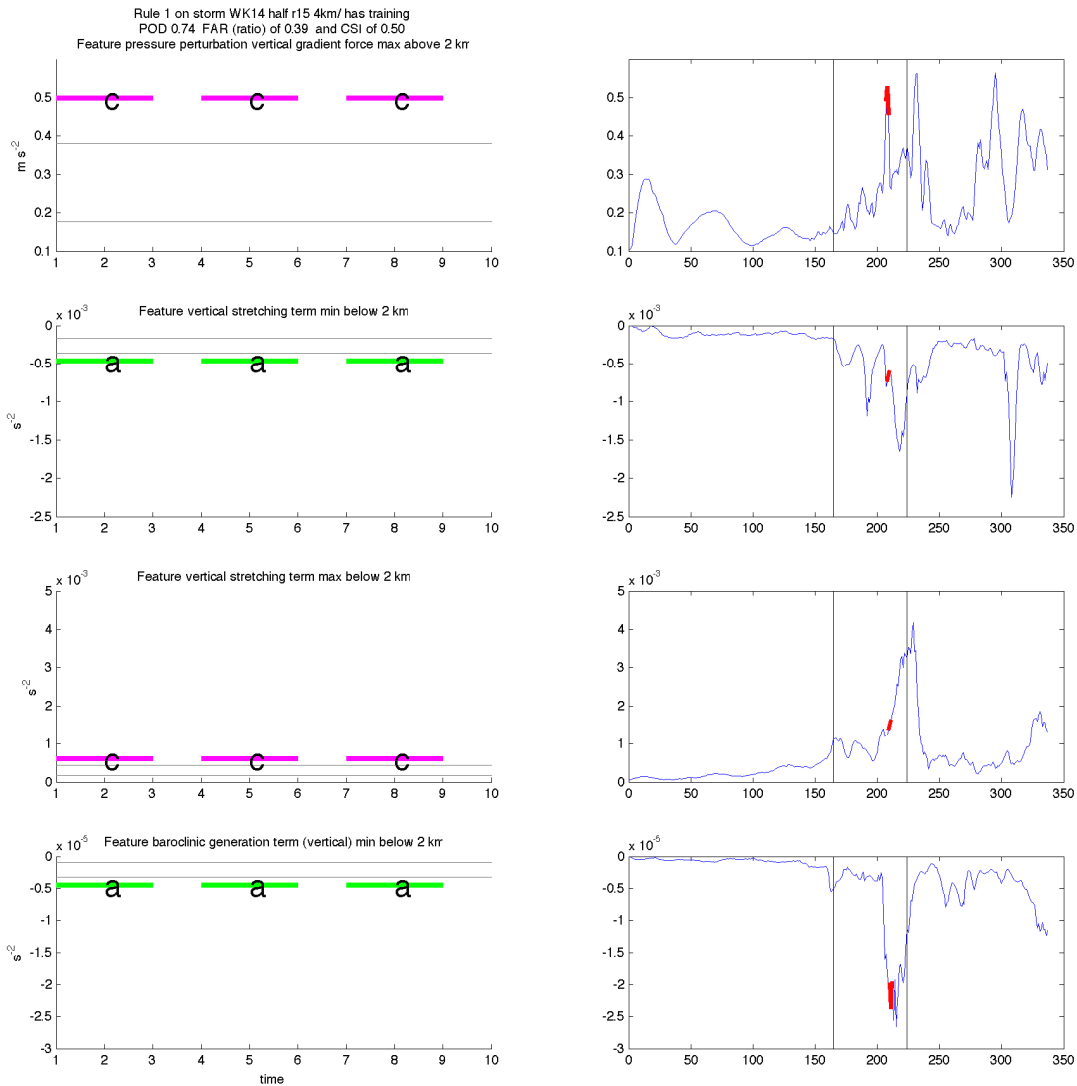 Rule 1 on storm WK14 half r15 4km/ has training
POD 0.74 FAR (ratio) of 0.39 and CSI of 0.50
Feature pressure perturbation vertical gradient force max above 2 km
m s-2
0.5
0.4
0.3
0.2
0.1
c c c
1 2 3 4 5 6 7 8 9 10
0.5
0.4
0.3
0.2
0.1
0 50 100 150 200 250 300 350
Feature vertical stretching term min below 2 km
x 10-3
s-2
0
-0.5
-1
-1.5
-2
-2.5
a a a
1 2 3 4 5 6 7 8 9 10
x 10-3
0
-0.5
-1
-1.5
-2
-2.5
0 50 100 150 200 250 300 350
Feature vertical stretching term max below 2 km
x 10-3
s-2
5
4
3
2
1
0
c c c
1 2 3 4 5 6 7 8 9 10
x 10-3
5
4
3
2
1
0
0 50 100 150 200 250 300 350
Feature baroclinic generation term (vertical) min below 2 km
x 10-5
s-2
0
-0.5
-1
-1.5
-2
-2.5
-3
a a a
1 2 3 4 5 6 7 8 9 10
time
x 10-5
0
-0.5
-1
-1.5
-2
-2.5
-3
0 50 100 150 200 250 300 350